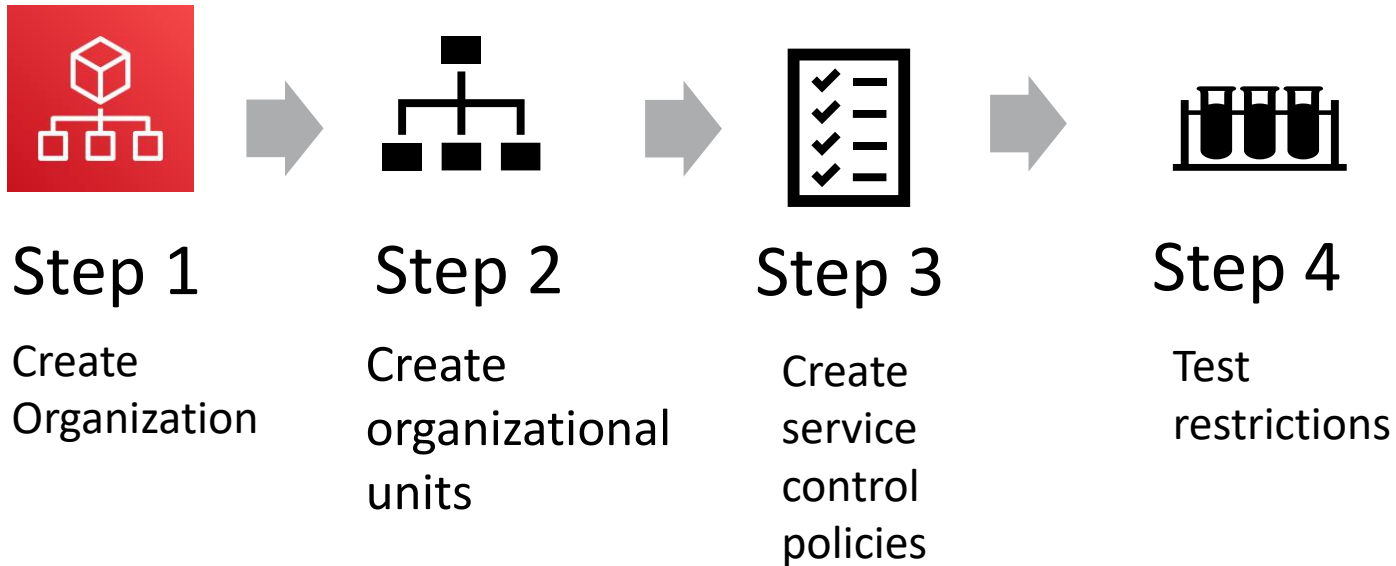 Step 1
Create
Organization
Step 2
Create
organizational
units
Step 3
Create
service
control
policies
Step 4
Test
restrictions